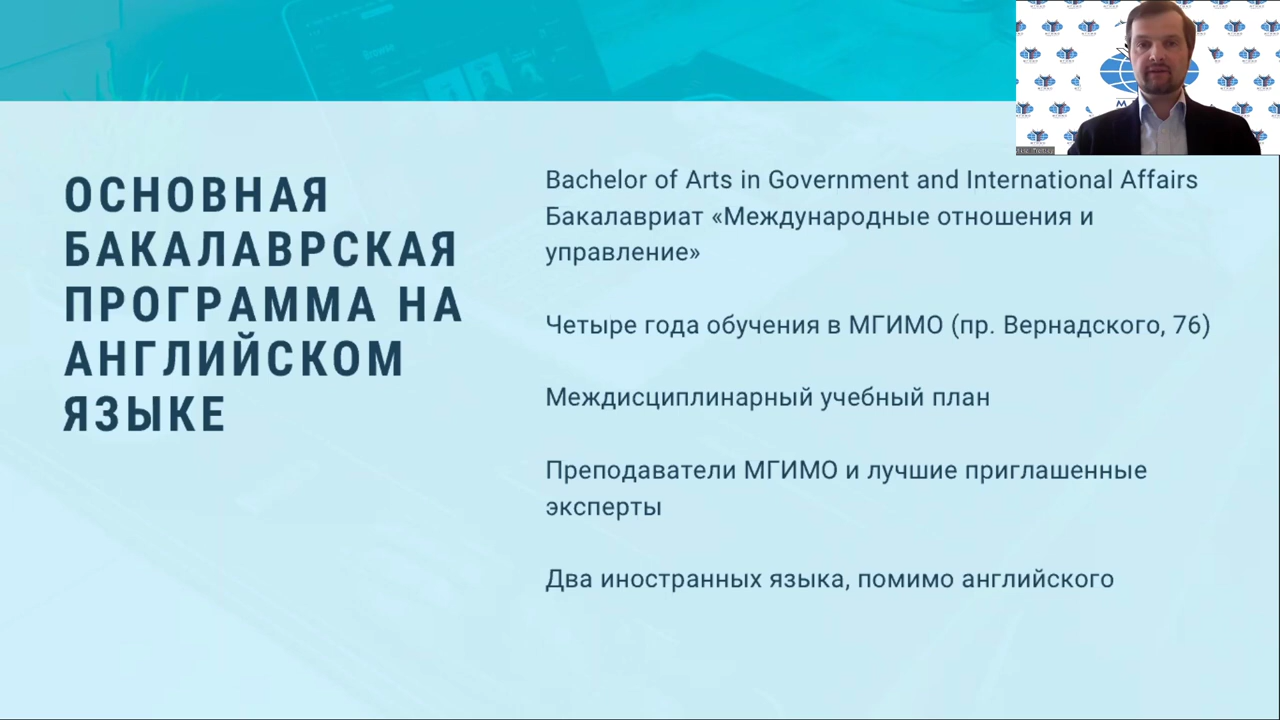 ОСНОВНАЯ
БАКАЛАВРСКАЯ
ПРОГРАММА НА
АНГЛИЙСКОМ
ЯЗЫКЕ
Bachelor of Arts in Government and International Affairs
Бакалавриат «Международные отношения и
управление»
Четыре года обучения в МГИМО (пр. Вернадского, 76)
Междисциплинарный учебный план
Преподаватели МГИМО и лучшие приглашенные
эксперты
Два иностранных языка, помимо английского